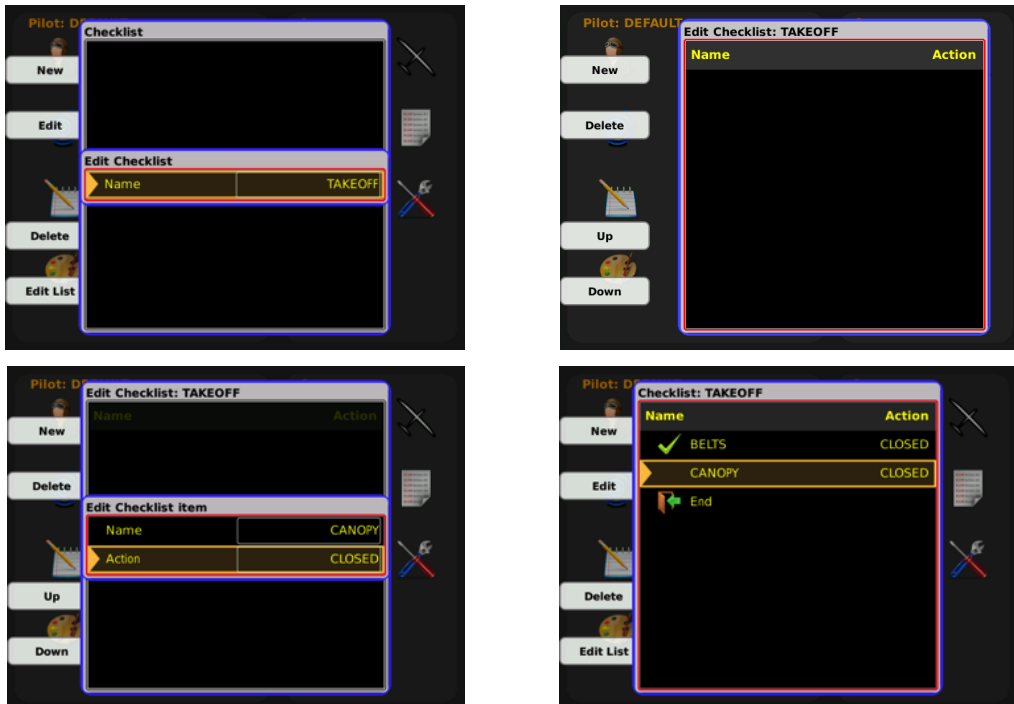 Pilot: DE
Checklist
New
Edit
Edit Checklist
Name TAKEOFF
Delete
Edit List
Pilot: DEFAULT
Edit Checklist: TAKEOFF
Name Action
New
Delete
Up
Down
Pilot: D
Edit Checklist: TAKEOFF
Name Action
New
Delete
Edit Checklist item
Name CANOPY
Action CLOSED
Up
Down
Pilot: DE
Checklist: TAKEOFF
Name Action
New
BELTS CLOSED
CANOPY CLOSED
Edit
End
Delete
Edit List